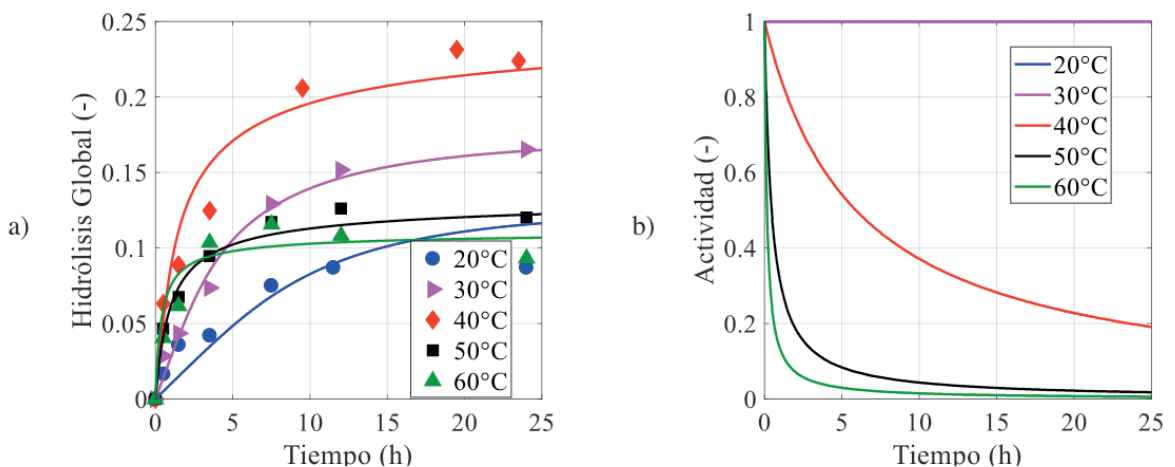 a)
Hidrólisis Global (-)
0.25
0.2
0.15
0.1
0.05
0
0
5
10
15
20
25
Tiempo (h)
20°C
30°C
40°C
50°C
60°C
b)
Actividad (-)
1
0.8
0.6
0.4
0.2
0
0
5
10
15
20
25
Tiempo (h)
20°C
30°C
40°C
50°C
60°C